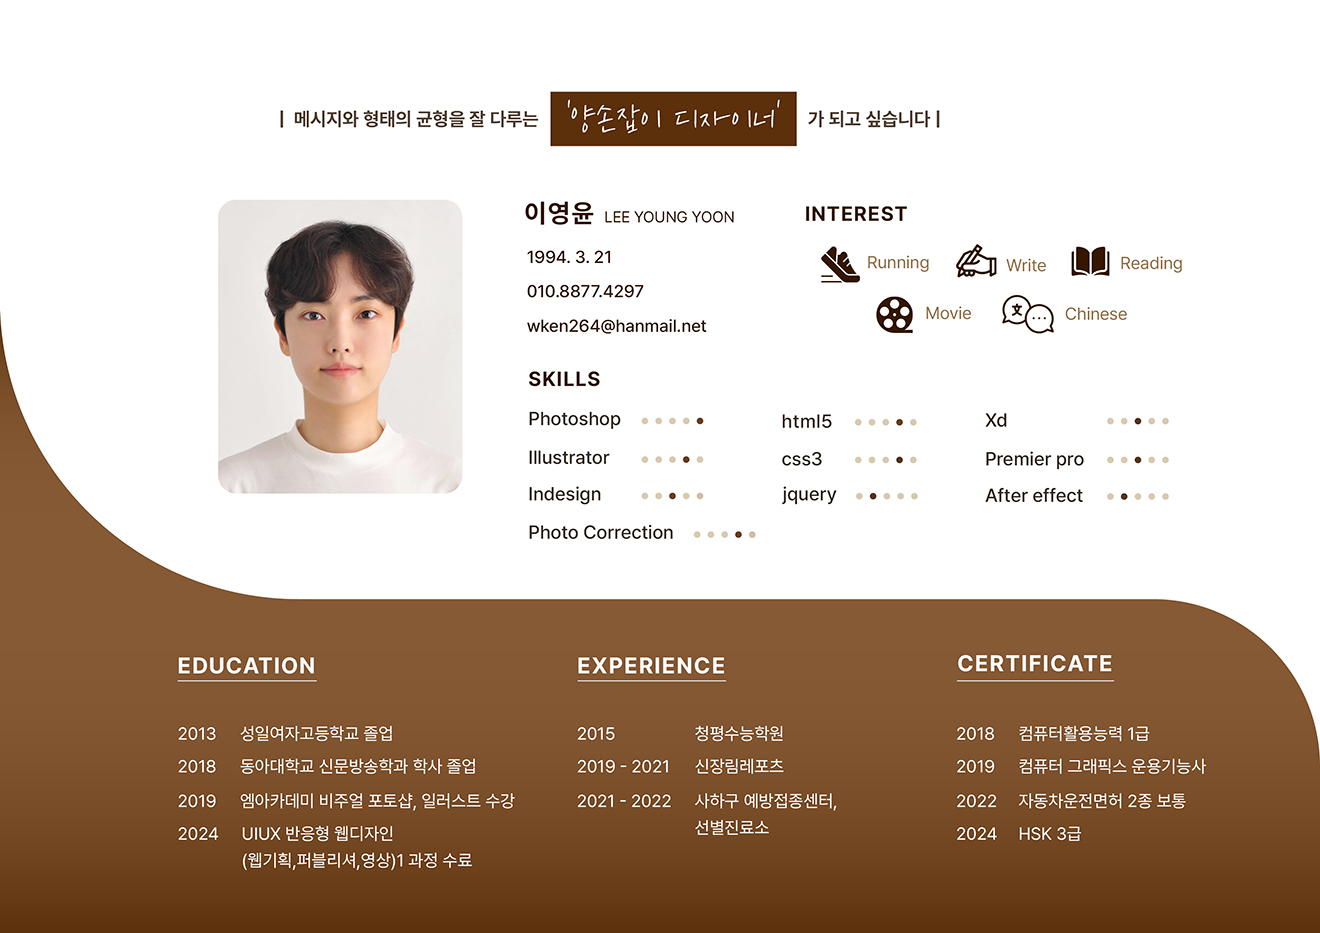 | 메시지와 형태의 균형을 잘 다루는 '양손잡이 디자이너' 가 되고 싶습니다 |
이영윤 LEE YOUNG YOON
1994. 3. 21
010.8877.4297
wken264@hanmail.net
INTEREST
Running Write Reading
Movie Chinese
文
SKILLS
Photoshop html5 Xd
Illustrator css3 Premier pro
Indesign jquery After effect
Photo Correction
EDUCATION
2013 성일여자고등학교 졸업
2018 동아대학교 신문방송학과 학사 졸업
2019 엠아카데미 비주얼 포토샵, 일러스트 수강
2024 UIUX 반응형 웹디자인
(웹기획,퍼블리셔,영상)1 과정 수료
EXPERIENCE
2015 청평수능학원
2019 - 2021 신장림레포츠
2021 - 2022 사하구 예방접종센터,
선별진료소
CERTIFICATE
2018 컴퓨터활용능력 1급
2019 컴퓨터 그래픽스 운용기능사
2022 자동차운전면허 2종 보통
2024 HSK 3급